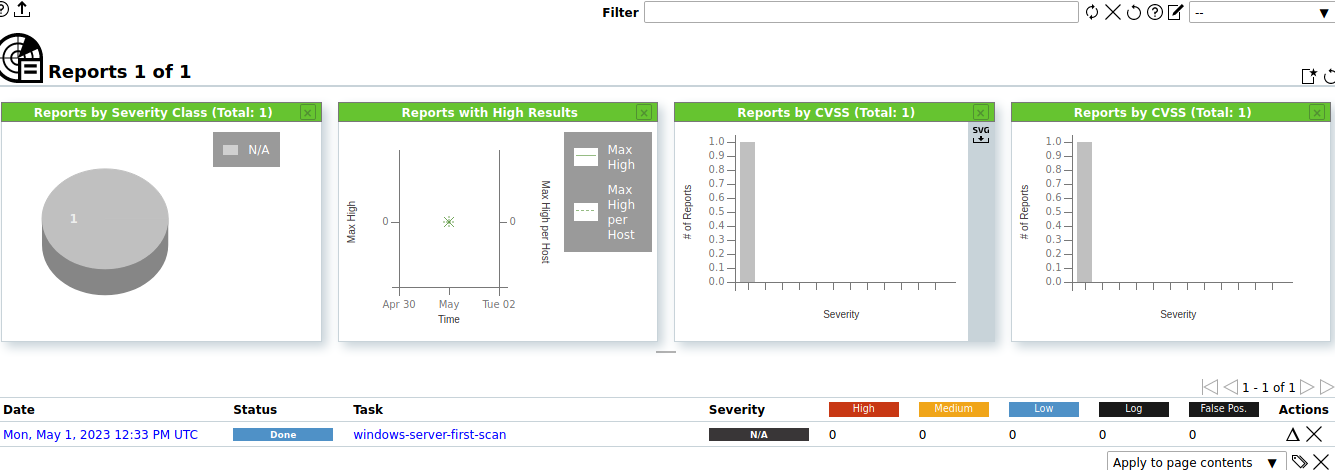 Filter
--
Reports 1 of 1
Reports by Severity Class (Total: 1)
N/A
1
Reports with High Results
Max High
0
0
Max High per Host
Apr 30 May Tue 02
Time
Max
High
Max
High
per
Host
Reports by CVSS (Total: 1)
SVG
# of Reports
1.0
0.9
0.8
0.7
0.6
0.5
0.4
0.3
0.2
0.1
0.0
Severity
Reports by CVSS (Total: 1)
# of Reports
1.0
0.9
0.8
0.7
0.6
0.5
0.4
0.3
0.2
0.1
0.0
Severity
1 - 1 of 1
Date Status Task Severity High Medium Low Log False Pos. Actions
Mon, May 1, 2023 12:33 PM UTC Done windows-server-first-scan N/A 0 0 0 0 0
Apply to page contents